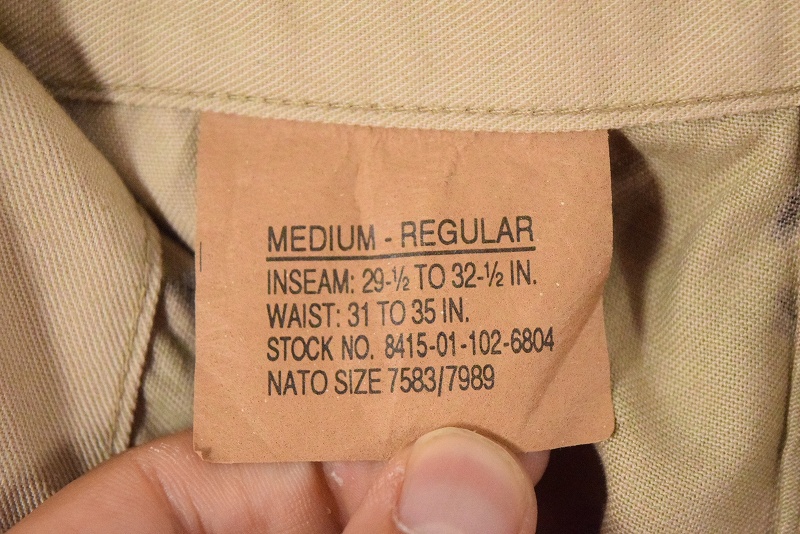 MEDIUM - REGULAR
INSEAM: 29-½ TO 32-½ IN.
WAIST: 31 TO 35 IN.
STOCK NO. 8415-01-102-6804
NATO SIZE 7583/7989